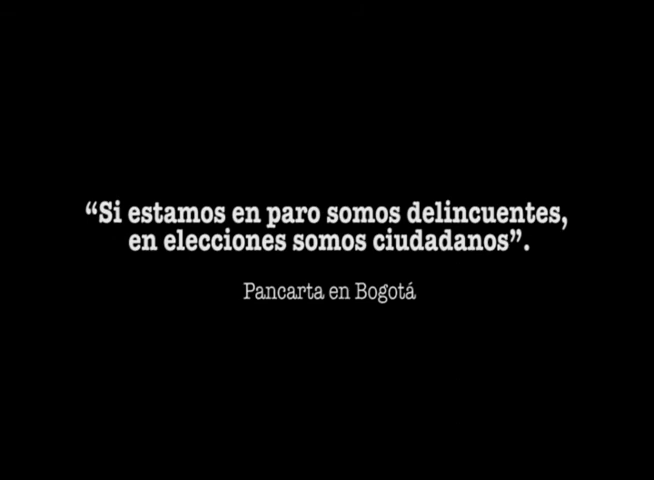 “Si estamos en paro somos delincuentes,
en elecciones somos ciudadanos”.
Pancarta en Bogotá